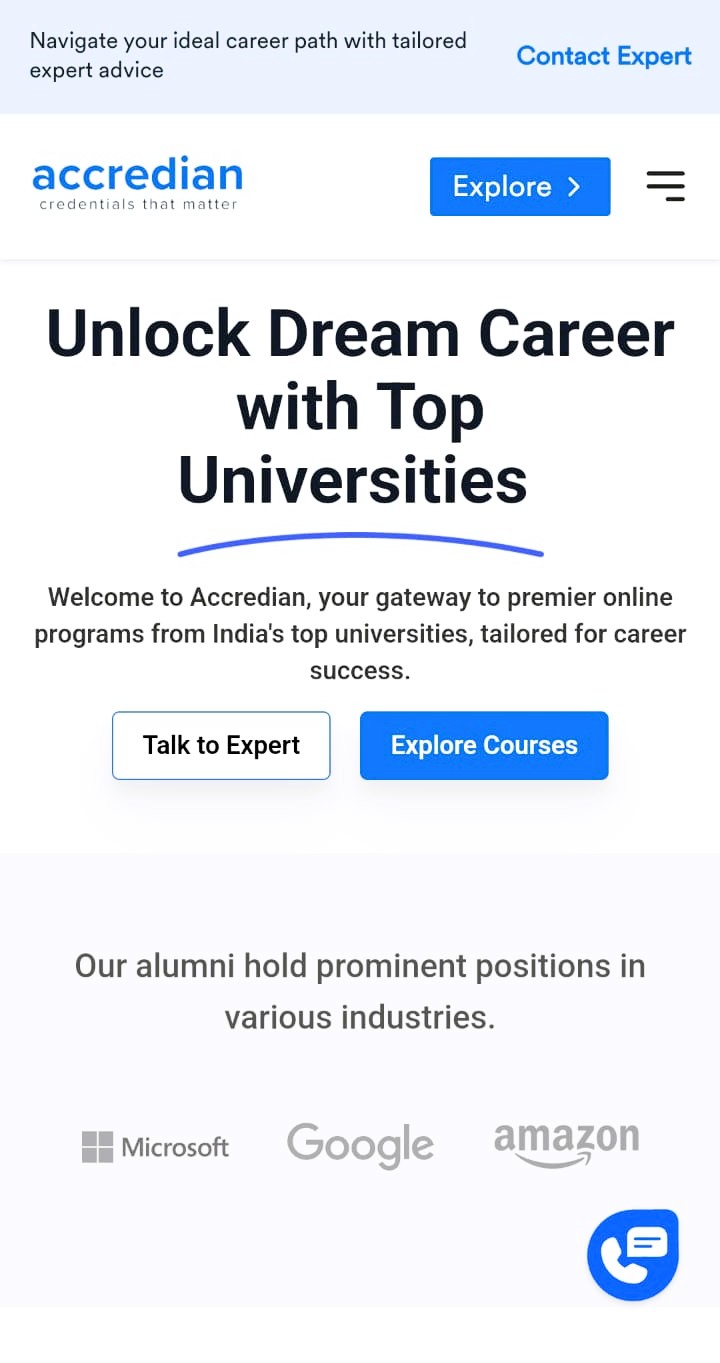 Navigate your ideal career path with tailored
expert advice
Contact Expert
accredian
credentials that matter
Explore
Unlock Dream Career
with Top
Universities
Welcome to Accredian, your gateway to premier online
programs from India's top universities, tailored for career
success.
Talk to Expert
Explore Courses
Our alumni hold prominent positions in
various industries.
Microsoft
Google
amazon